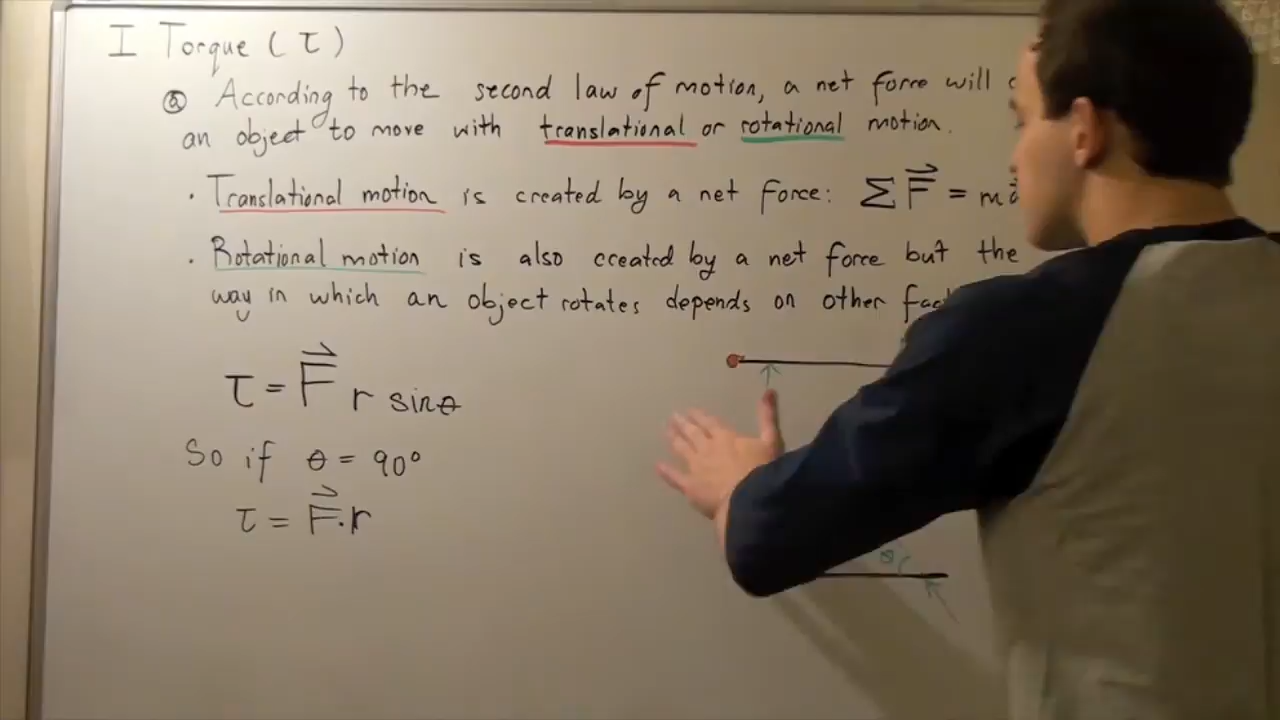 I Torque (τ)
ⓐ According to the second law of motion, a net force will
an object to move with translational or rotational motion.
· Translational motion is created by a net force: ΣF⃗ = m
· Rotational motion is also created by a net force but the
way in which an object rotates depends on other
τ = F⃗ r sinθ
So if θ = 90°
τ = F⃗·r
θ